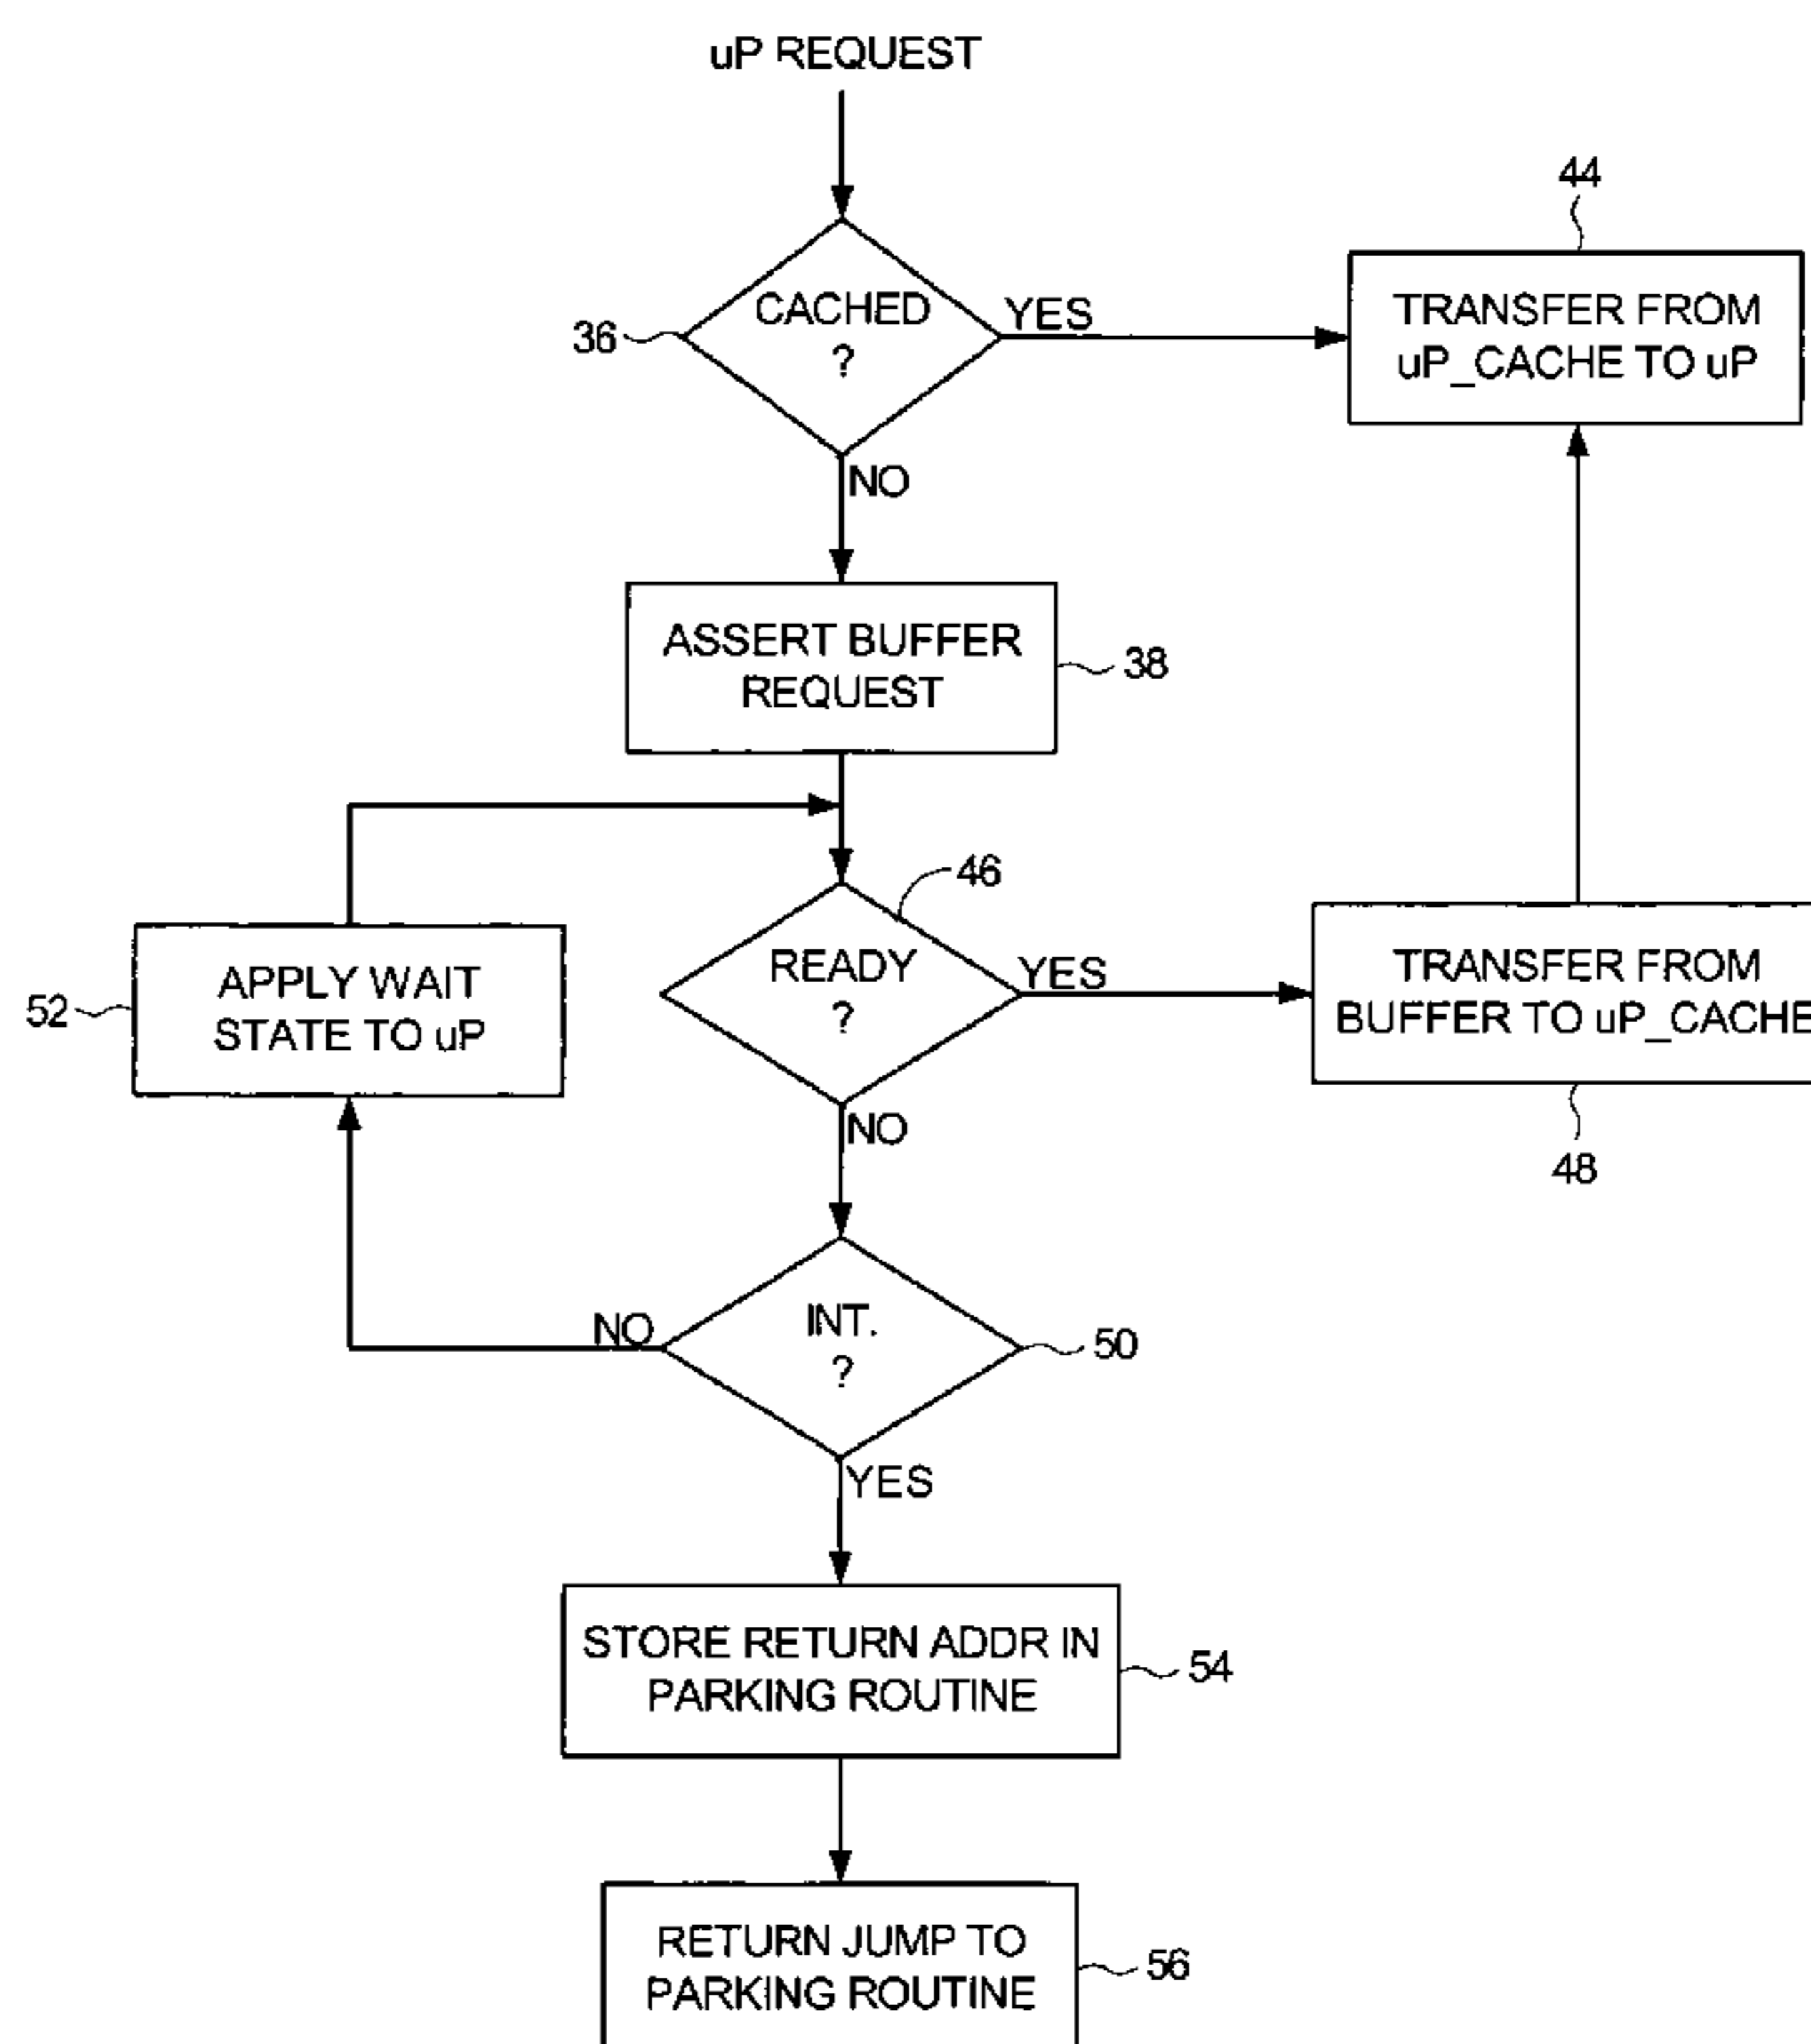 uP REQUEST
44
CACHED
?
YES
36
TRANSFER FROM
uP_CACHE TO uP
NO
ASSERT BUFFER
REQUEST
38
46
READY
?
YES
APPLY WAIT
STATE TO uP
52
TRANSFER FROM
BUFFER TO uP_CACHE
NO
48
INT.
?
NO
50
YES
STORE RETURN ADDR IN
PARKING ROUTINE
54
RETURN JUMP TO
PARKING ROUTINE
56